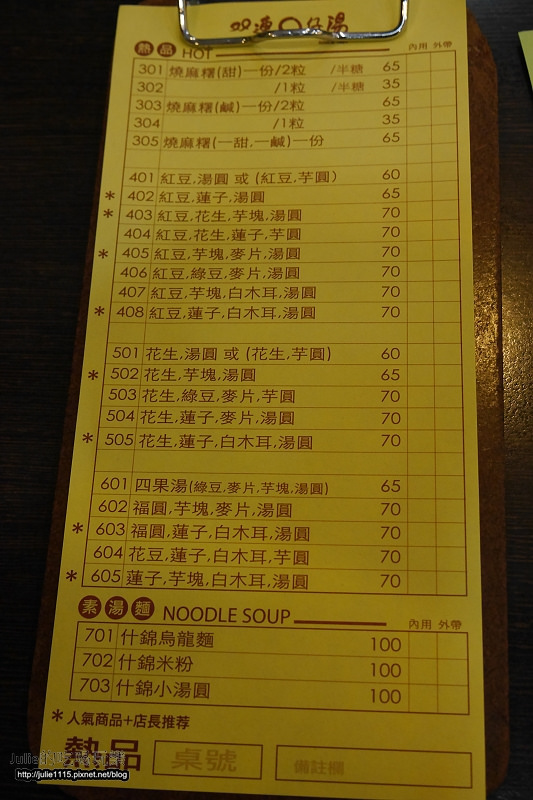 双連〇仔湯
熱品 HOT 內用 外帶
301 燒麻糬(甜)一份/2粒 /半糖 65
302 /1粒 /半糖 35
303 燒麻糬(鹹)一份/2粒 65
304 /1粒 35
305 燒麻糬(一甜,一鹹)一份 65
401 紅豆,湯圓 或 (紅豆,芋圓) 60
* 402 紅豆,蓮子,湯圓 65
* 403 紅豆,花生,芋塊,湯圓 70
404 紅豆,花生,蓮子,芋圓 70
* 405 紅豆,芋塊,麥片,湯圓 70
406 紅豆,綠豆,麥片,湯圓 70
407 紅豆,芋塊,白木耳,湯圓 70
* 408 紅豆,蓮子,白木耳,湯圓 70
501 花生,湯圓 或 (花生,芋圓) 60
* 502 花生,芋塊,湯圓 65
503 花生,綠豆,麥片,芋圓 70
504 花生,蓮子,麥片,湯圓 70
* 505 花生,蓮子,白木耳,湯圓 70
601 四果湯(綠豆,麥片,芋塊,湯圓) 65
602 福圓,芋塊,麥片,湯圓 70
* 603 福圓,蓮子,白木耳,湯圓 70
604 花豆,蓮子,白木耳,芋圓 70
* 605 蓮子,芋塊,白木耳,湯圓 70
素湯麵 NOODLE SOUP 內用 外帶
701 什錦烏龍麵 100
702 什錦米粉 100
703 什錦小湯圓 100
*人氣商品+店長推荐
熱品 桌號 備註欄
Julia
http://julie1115.pixnet.net/blog